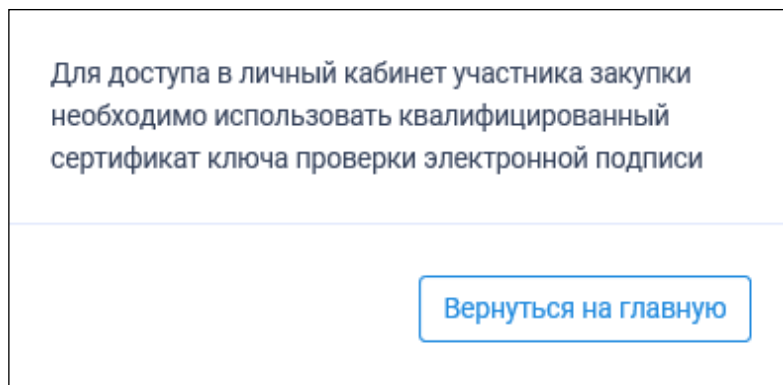 Для доступа в личный кабинет участника закупки
необходимо использовать квалифицированный
сертификат ключа проверки электронной подписи
Вернуться на главную